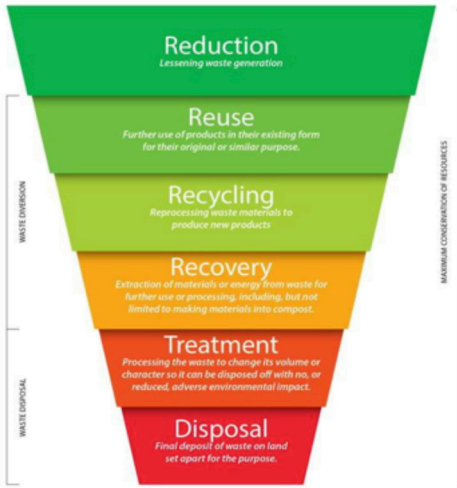 Reduction
Lessening waste generation
Reuse
Further use of products in their existing form
for their original or similar purpose.
Recycling
Reprocessing waste materials to
produce new products
Recovery
Extraction of materials or energy from waste for
further use or processing, including, but not
limited to making materials into compost.
Treatment
Processing the waste to change its volume or
character so it can be disposed off with no, or
reduced, adverse environmental impact.
Disposal
Final deposit of waste on land
set apart for the purpose.
WASTE DIVERSION
WASTE DISPOSAL
MAXIMUM CONSERVATION OF RESOURCES